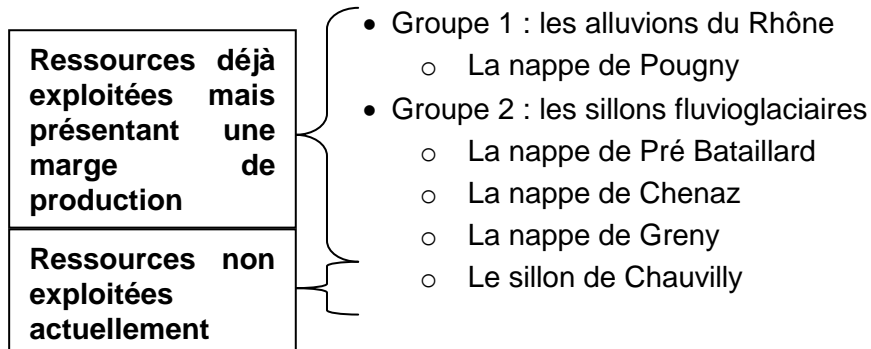 Ressources déjà
exploitées mais
présentant une
marge de
production
Ressources non
exploitées
actuellement
• Groupe 1 : les alluvions du Rhône
o La nappe de Pougny
• Groupe 2 : les sillons fluvioglaciaires
o La nappe de Pré Bataillard
o La nappe de Chenaz
o La nappe de Greny
o Le sillon de Chauvilly